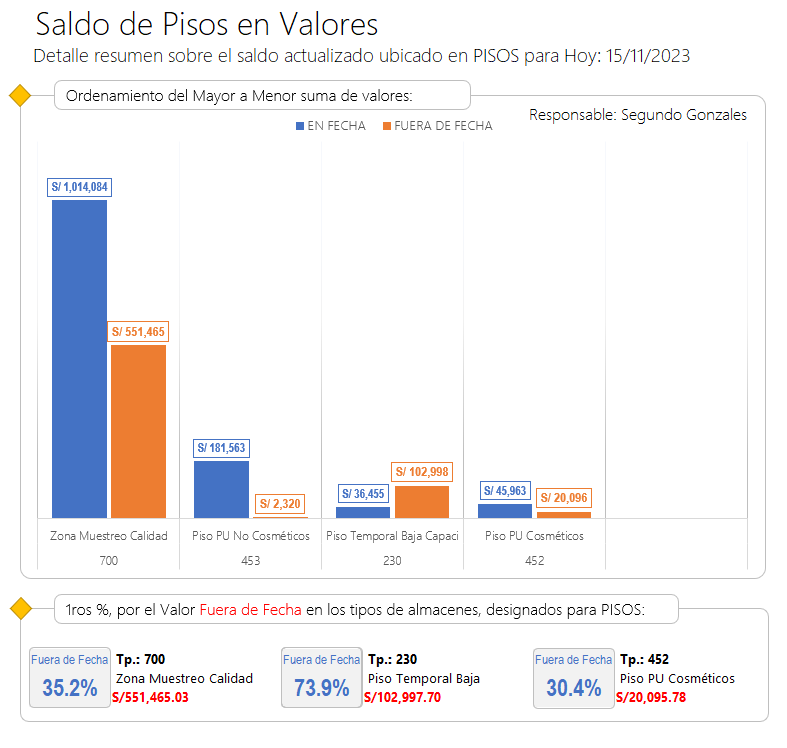 Saldo de Pisos en Valores
Detalle resumen sobre el saldo actualizado ubicado en PISOS para Hoy: 15/11/2023
Ordenamiento del Mayor a Menor suma de valores:
Responsable: Segundo Gonzales
EN FECHA FUERA DE FECHA
S/ 1,014,084
S/ 551,465
S/ 181,563
S/ 2,320
S/ 36,455
S/ 102,998
S/ 45,963
S/ 20,096
Zona Muestreo Calidad Piso PU No Cosméticos Piso Temporal Baja Capaci Piso PU Cosméticos
700 453 230 452
1ros %, por el Valor Fuera de Fecha en los tipos de almacenes, designados para PISOS:
Fuera de Fecha
35.2%
Tp.: 700
Zona Muestreo Calidad
S/551,465.03
Fuera de Fecha
73.9%
Tp.: 230
Piso Temporal Baja
S/102,997.70
Fuera de Fecha
30.4%
Tp.: 452
Piso PU Cosméticos
S/20,095.78